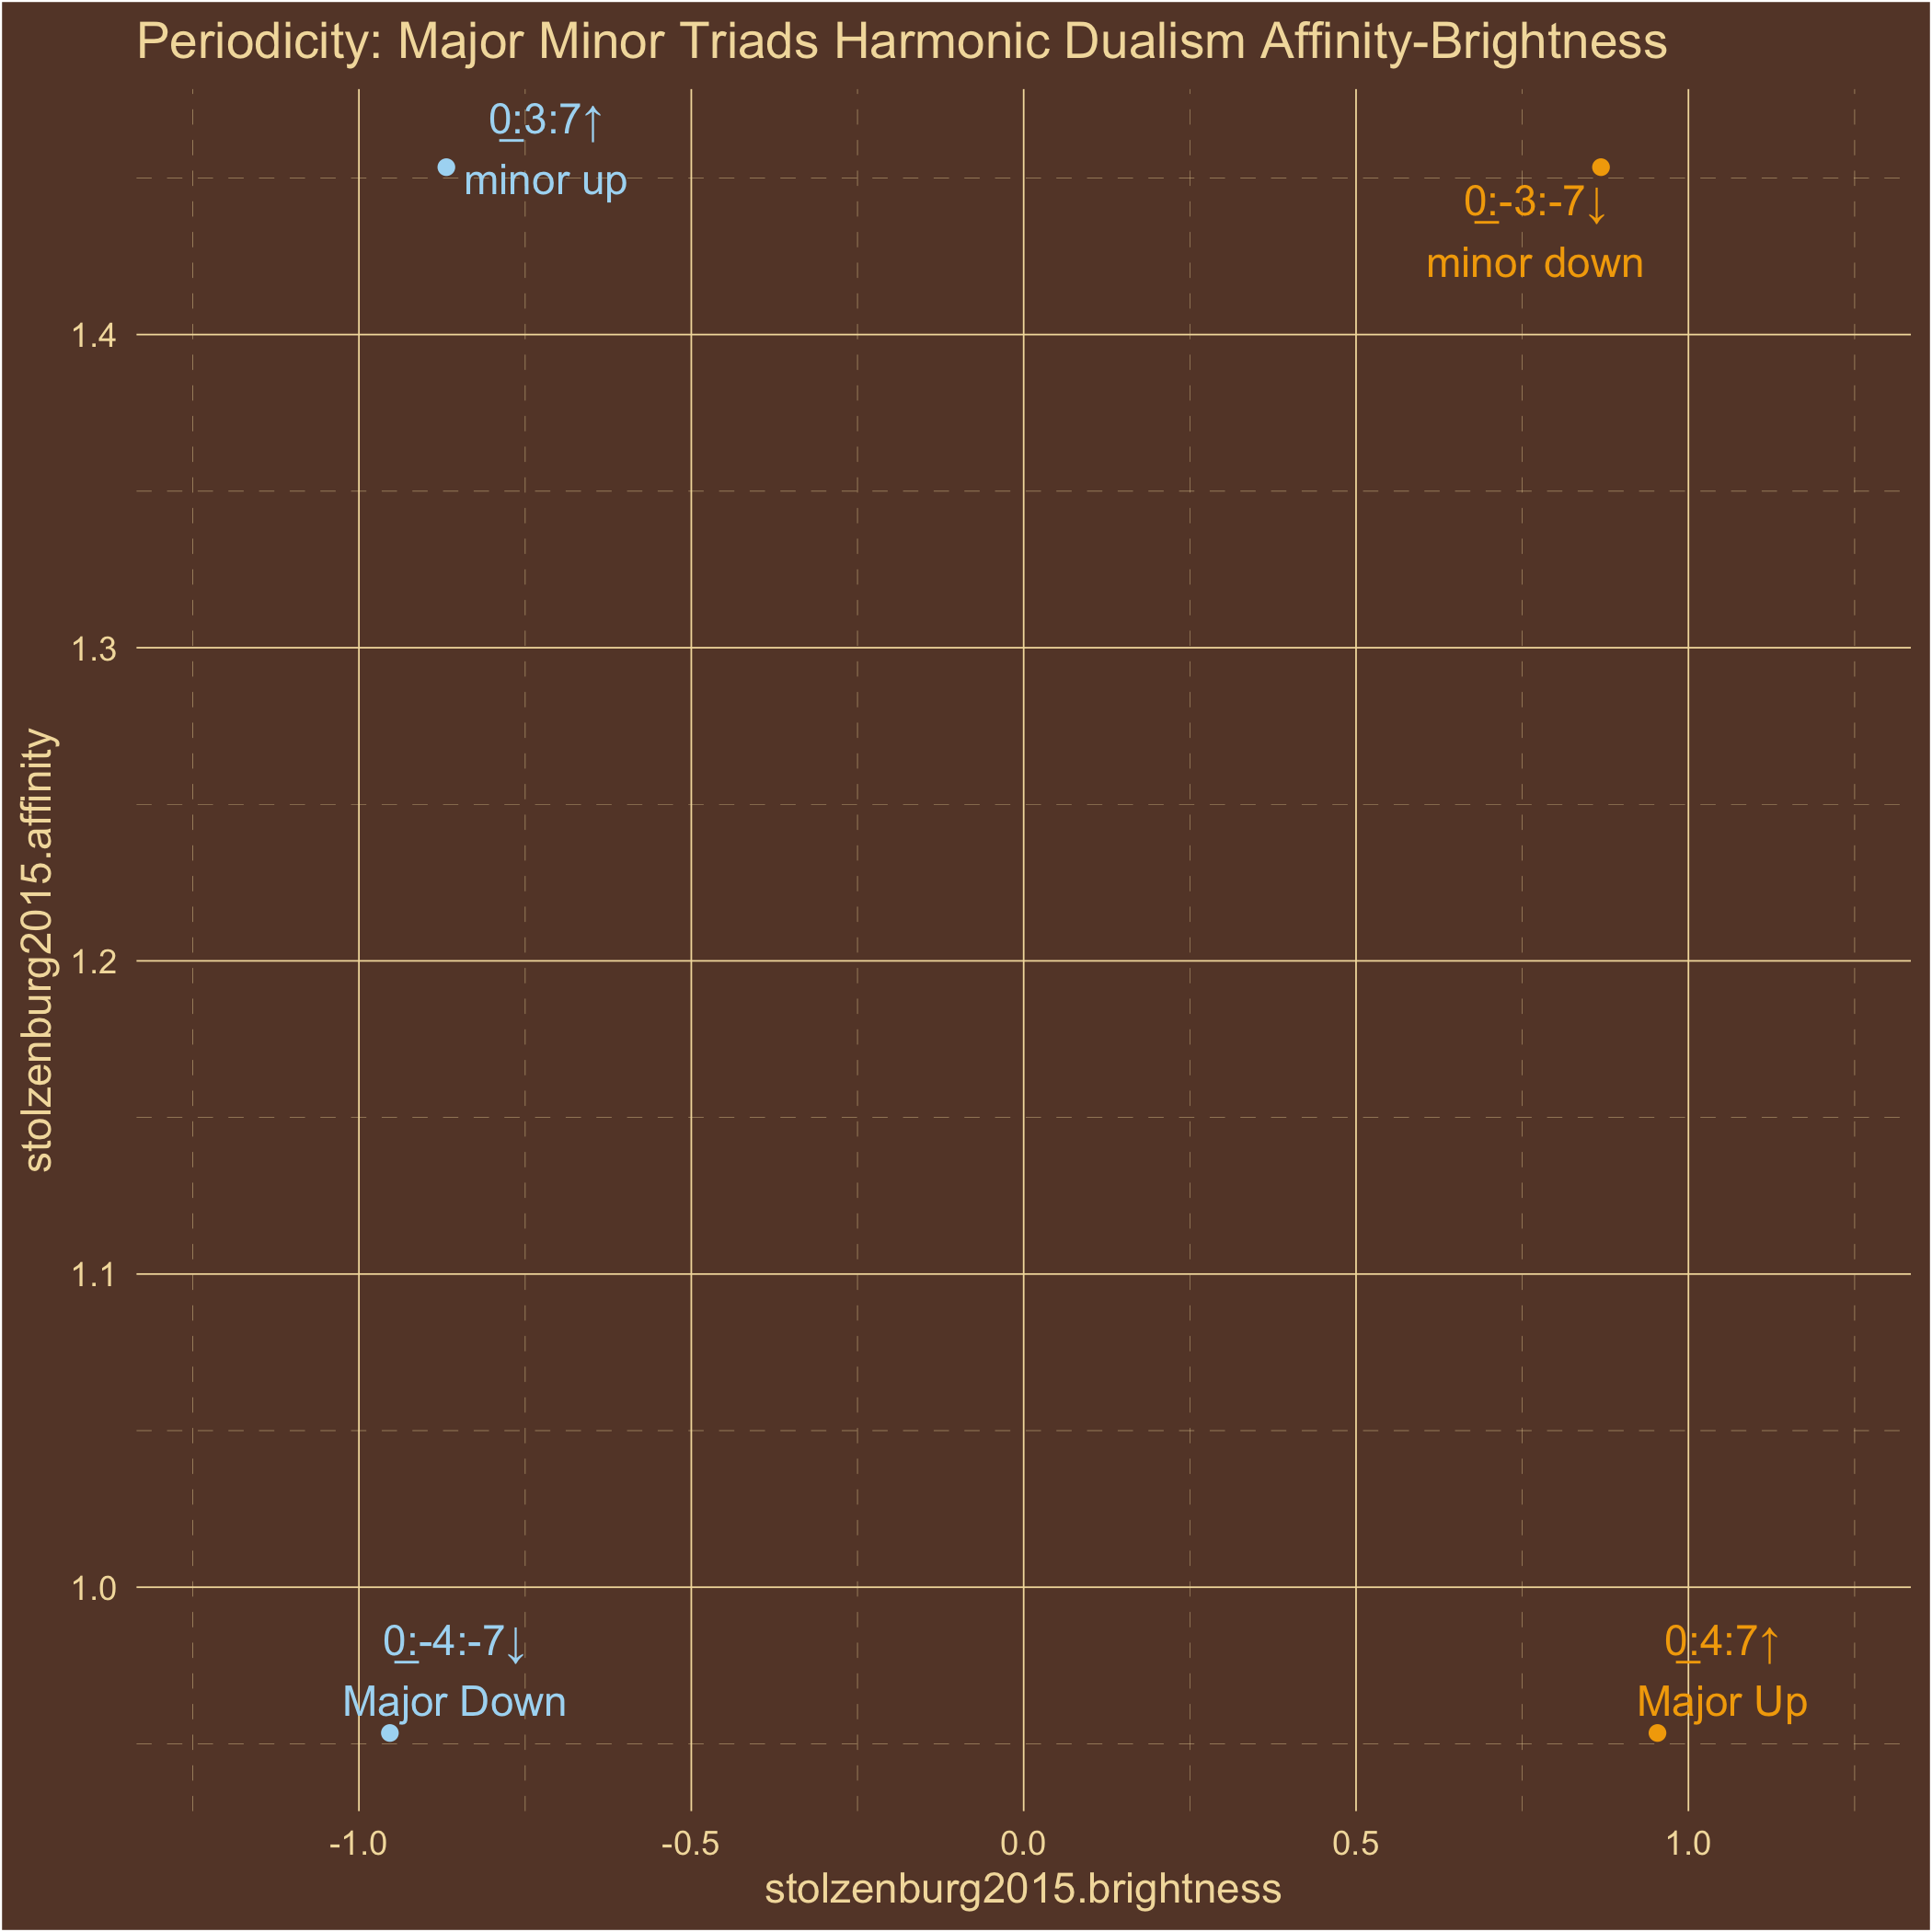 Periodicity: Major Minor Triads Harmonic Dualism Affinity-Brightness
0:3:7↑
minor up
0:-3:-7↓
minor down
1.4
1.3
1.2
1.1
1.0
stolzenburg2015.affinity
0:-4:-7↓
Major Down
0:4:7↑
Major Up
-1.0
-0.5
0.0
0.5
1.0
stolzenburg2015.brightness